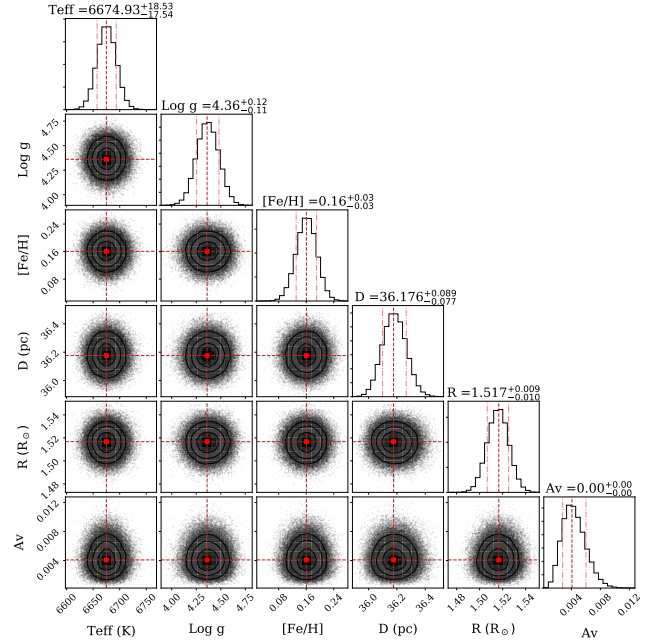 Teff =6674.93+18.53 −17.54
Log g =4.36+0.12 −0.11
4.75
4.50
4.25
4.00
Log g
[Fe/H] =0.16+0.03 −0.03
0.24
0.16
0.08
[Fe/H]
D =36.176+0.089 −0.077
36.4
36.2
36.0
D (pc)
R =1.517+0.009 −0.010
1.54
1.52
1.50
1.48
R (R⊙)
Av =0.00+0.00 −0.00
0.012
0.008
0.004
Av
6600 6650 6700 6750 4.00 4.25 4.50 4.75 0.08 0.16 0.24 36.0 36.2 36.4 1.48 1.50 1.52 1.54 0.004 0.008 0.012
Teff (K) Log g [Fe/H] D (pc) R (R⊙) Av